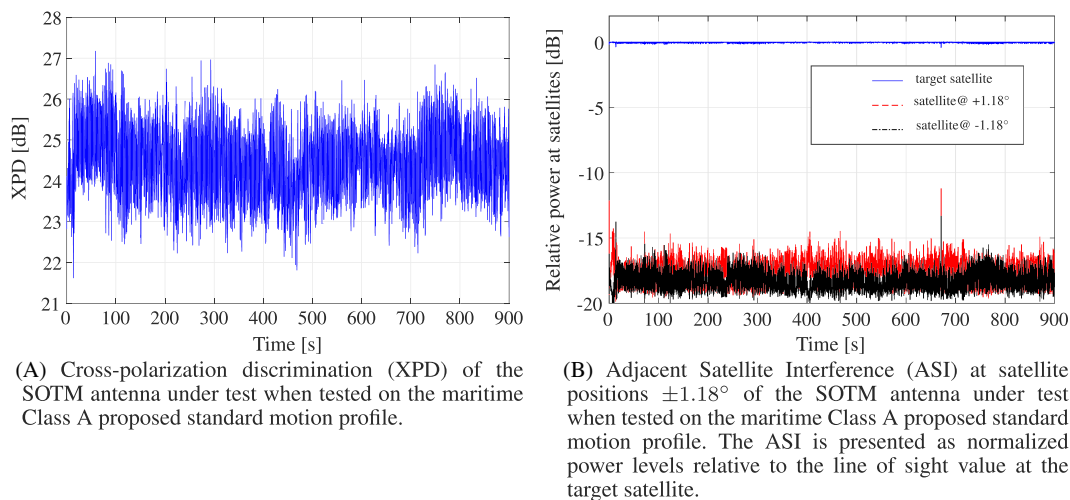 28
27
26
25
24
23
22
21
XPD [dB]
0 100 200 300 400 500 600 700 800 900
Time [s]
(A) Cross-polarization discrimination (XPD) of the
SOTM antenna under test when tested on the maritime
Class A proposed standard motion profile.
0
-5
-10
-15
-20
Relative power at satellites [dB]
target satellite
satellite@ +1.18°
satellite@ -1.18°
0 100 200 300 400 500 600 700 800 900
Time [s]
(B) Adjacent Satellite Interference (ASI) at satellite
positions ±1.18° of the SOTM antenna under test
when tested on the maritime Class A proposed standard
motion profile. The ASI is presented as normalized
power levels relative to the line of sight value at the
target satellite.